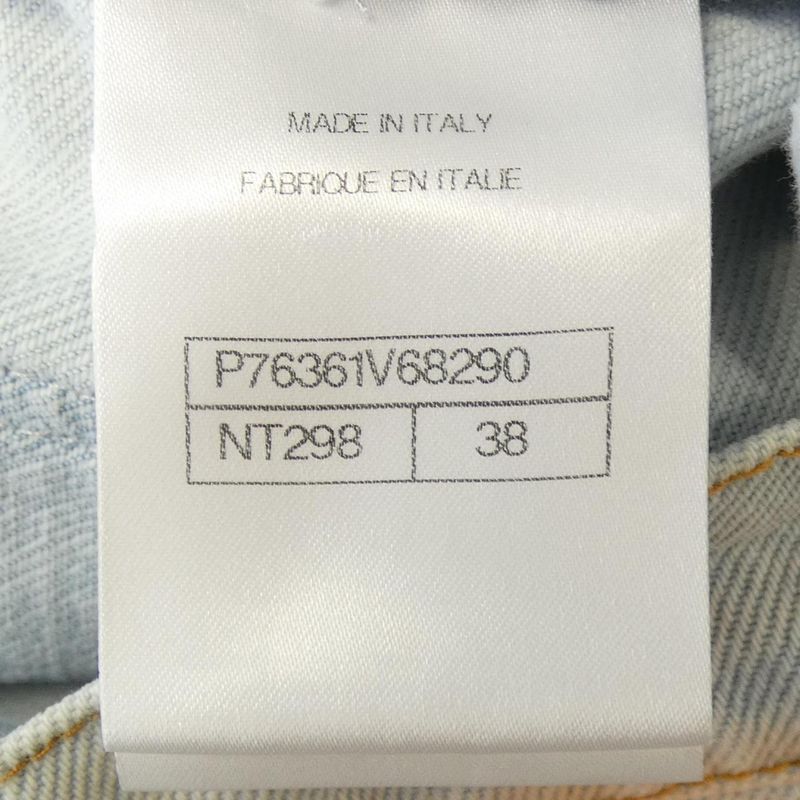 MADE IN ITALY
FABRIQUE EN ITALIE
P76361V68290
NT298 38